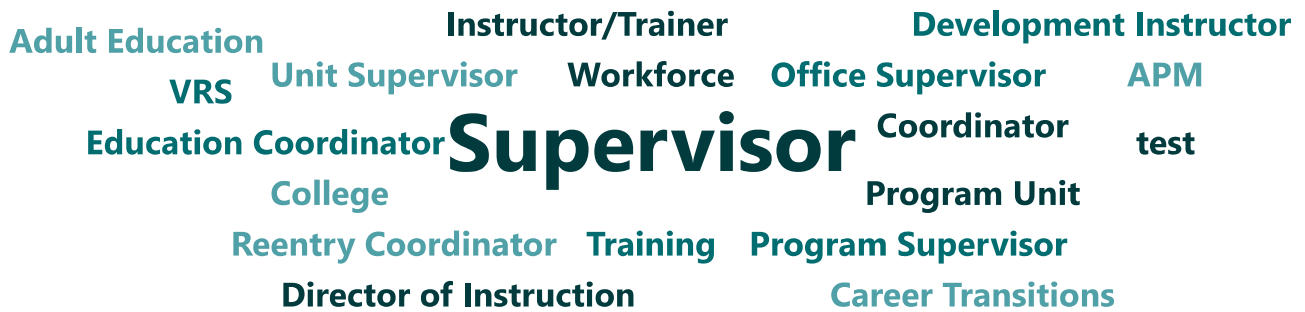 Instructor/Trainer Development Instructor
Adult Education
Unit Supervisor Workforce Office Supervisor APM
VRS
Supervisor Coordinator
Education Coordinator test
College Program Unit
Reentry Coordinator Training Program Supervisor
Director of Instruction Career Transitions